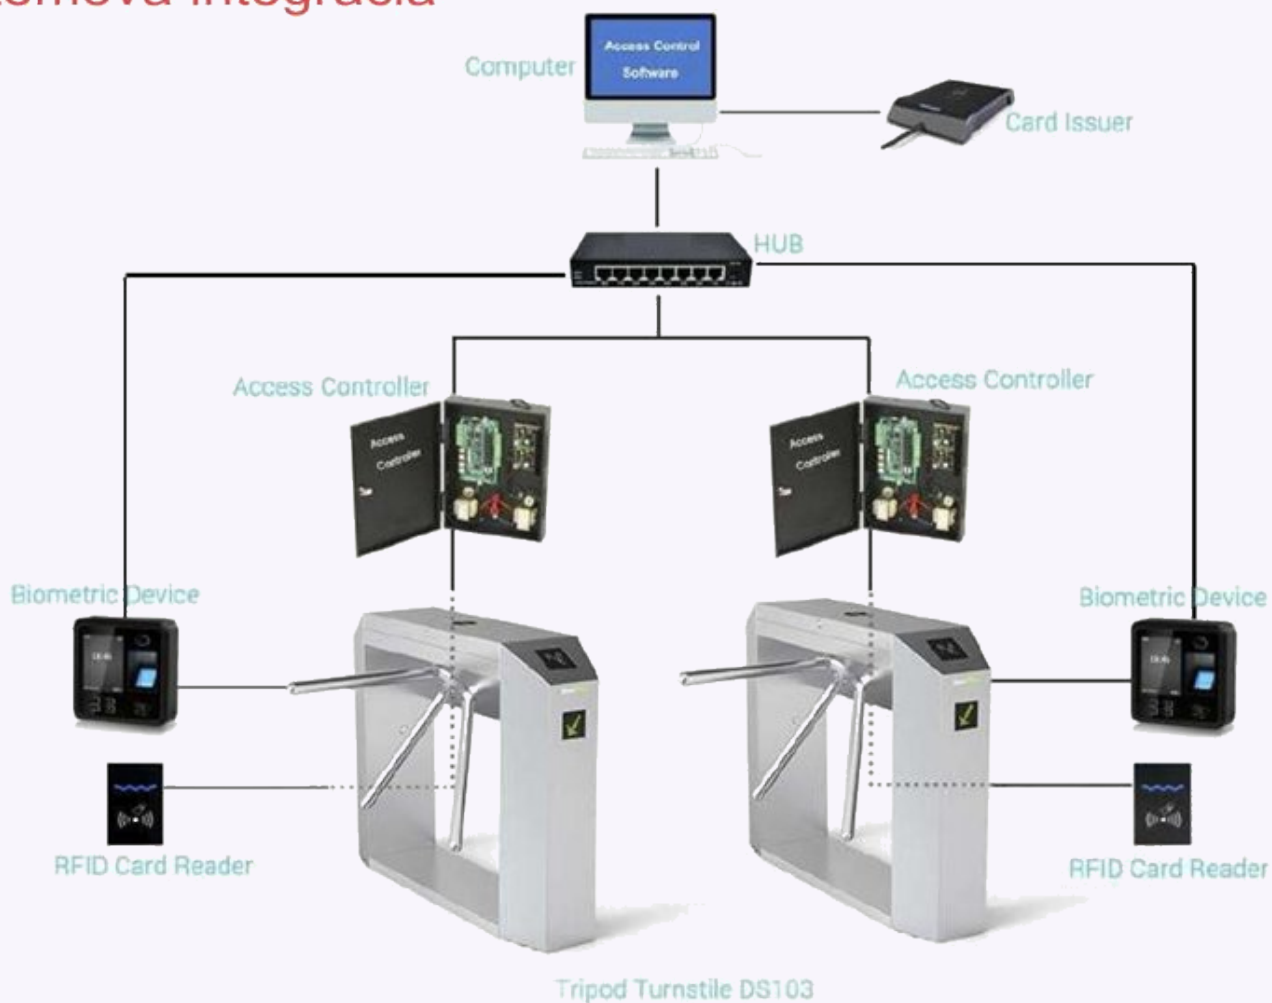 integrácia
Computer
Access Control
Software
Card Issuer
HUB
Access Controller
Access Controller
Access
Controller
Access
Controller
Biometric Device
Biometric Device
RFID Card Reader
RFID Card Reader
Tripod Turnstile DS103